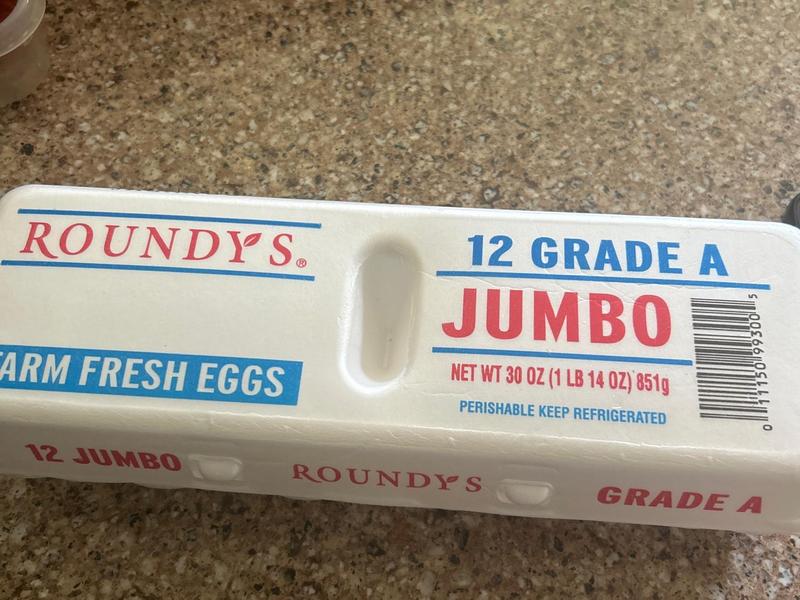 ROUNDY'S®
FARM FRESH EGGS
12 GRADE A
JUMBO
NET WT 30 OZ (1 LB 14 OZ) 851g
PERISHABLE KEEP REFRIGERATED
0 11150 99300 5
12 JUMBO
ROUNDY'S
GRADE A